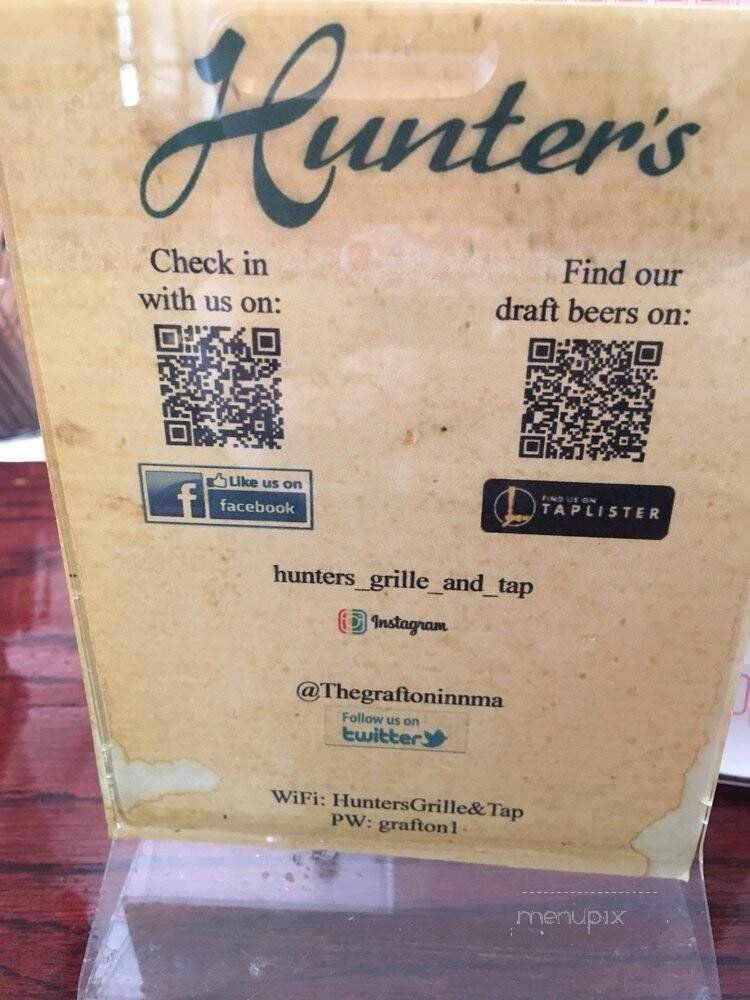 Hunter's
Check in
with us on:
Like us on
f facebook
Find our
draft beers on:
FIND US ON
TAPLISTER
hunters_grille_and_tap
Instagram
@Thegraftoninnma
Follow us on
twitter
WiFi: HuntersGrille&Tap
PW: grafton1
menupix